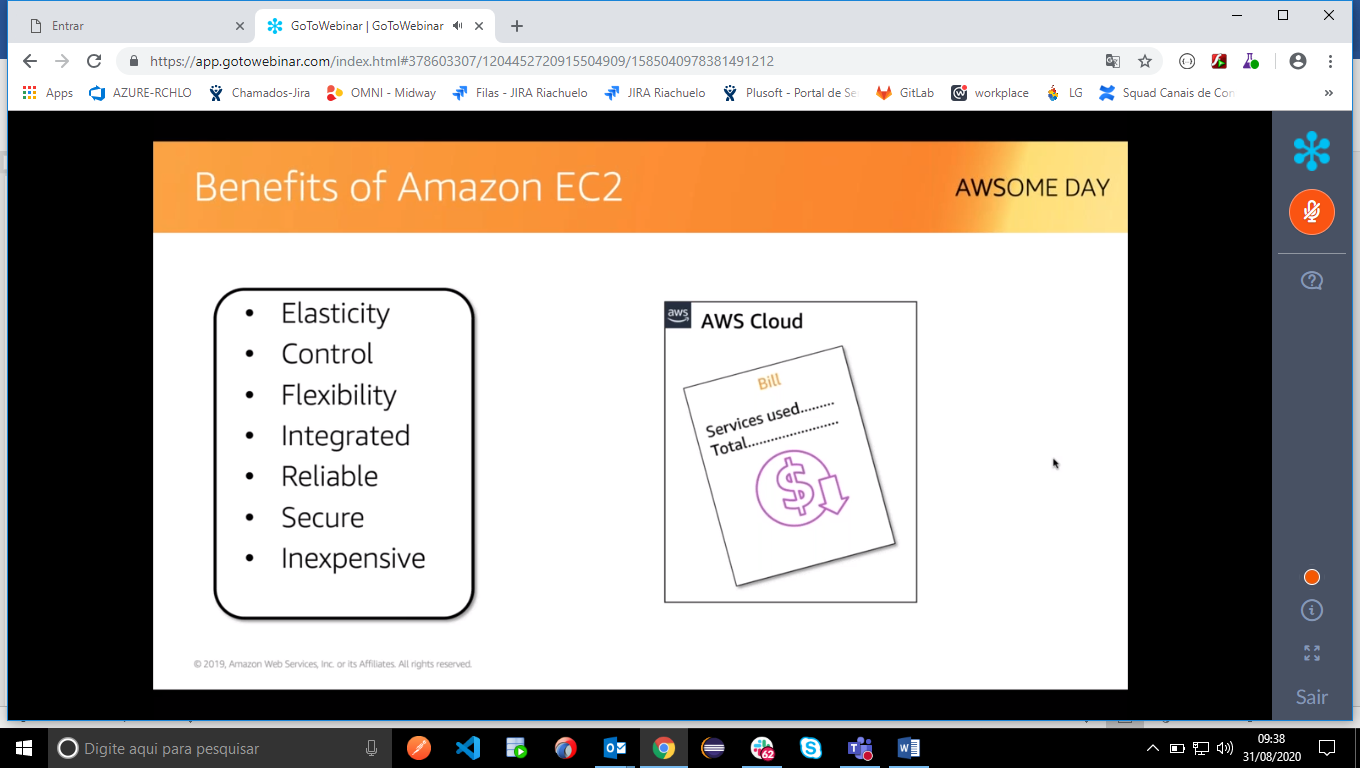 Entrar
GoToWebinar | GoToWebinar
https://app.gotowebinar.com/index.html#378603307/1204452720915504909/1585040978381491212
Apps AZURE-RCHLO Chamados-Jira OMNI - Midway Filas - JIRA Riachuelo JIRA Riachuelo Plusoft - Portal de Se GitLab workplace LG Squad Canais de Con »
Benefits of Amazon EC2
AWSOME DAY
• Elasticity
• Control
• Flexibility
• Integrated
• Reliable
• Secure
• Inexpensive
aws
AWS Cloud
Bill
Services used.........
Total.......................
$
© 2019, Amazon Web Services, Inc. or its Affiliates. All rights reserved.
Sair
Digite aqui para pesquisar
62
09:38
31/08/2020